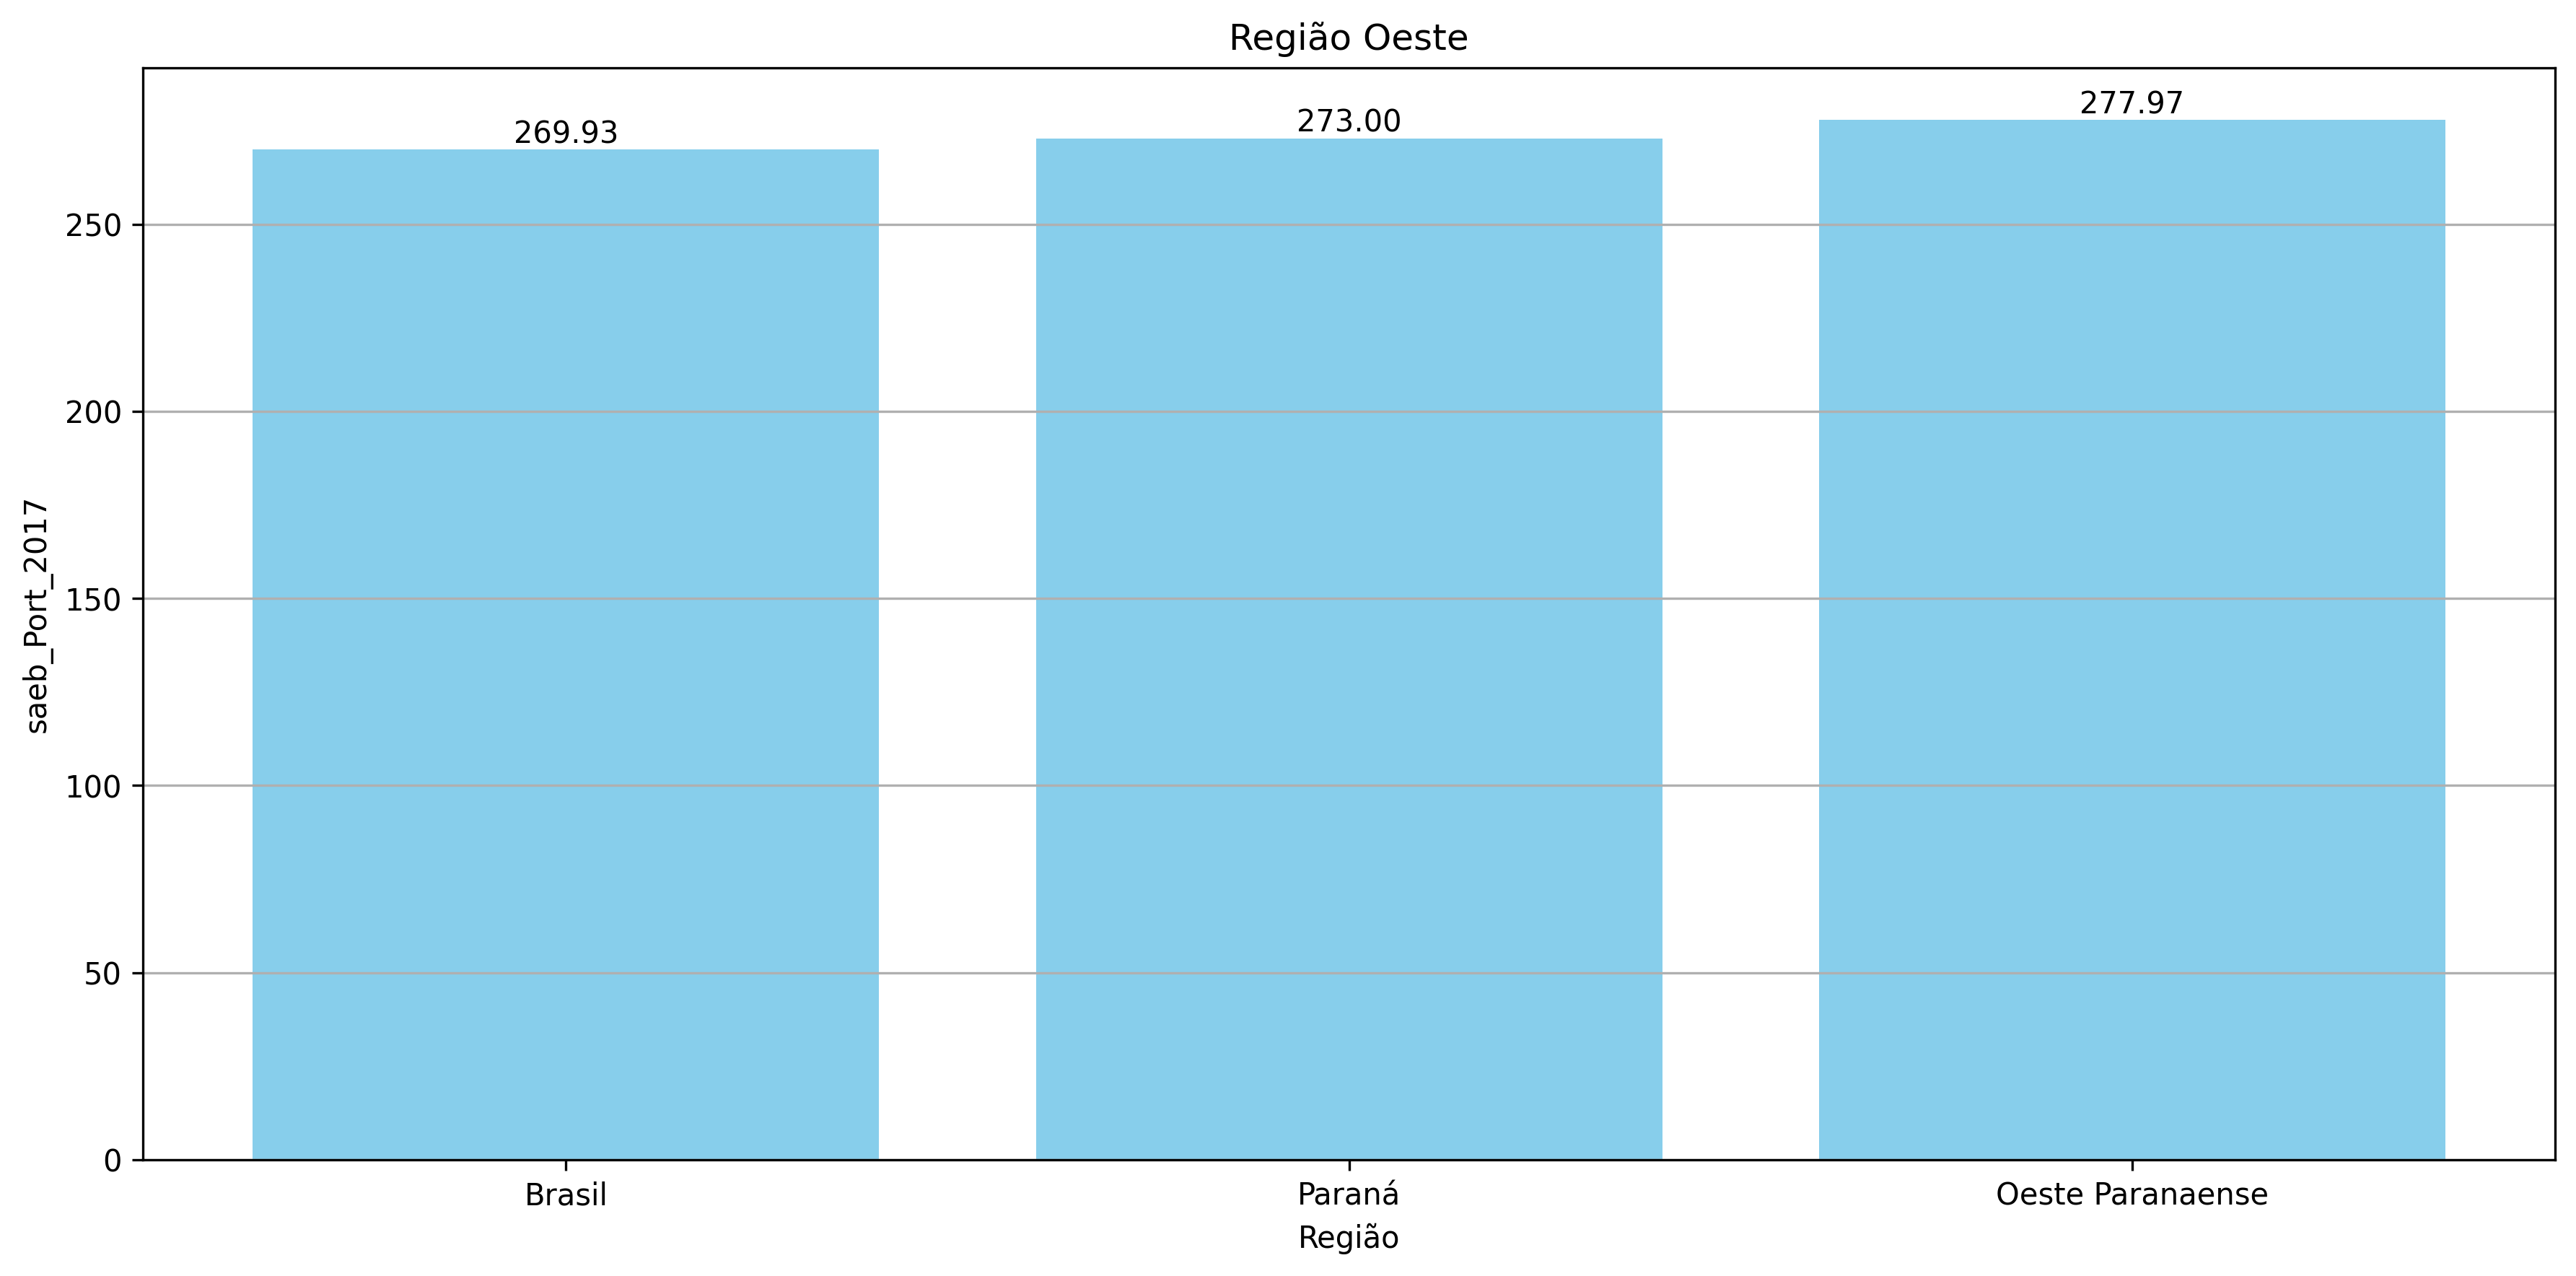 Região Oeste
269.93
273.00
277.97
250
200
150
100
50
0
saeb_Port_2017
Brasil
Paraná
Oeste Paranaense
Região